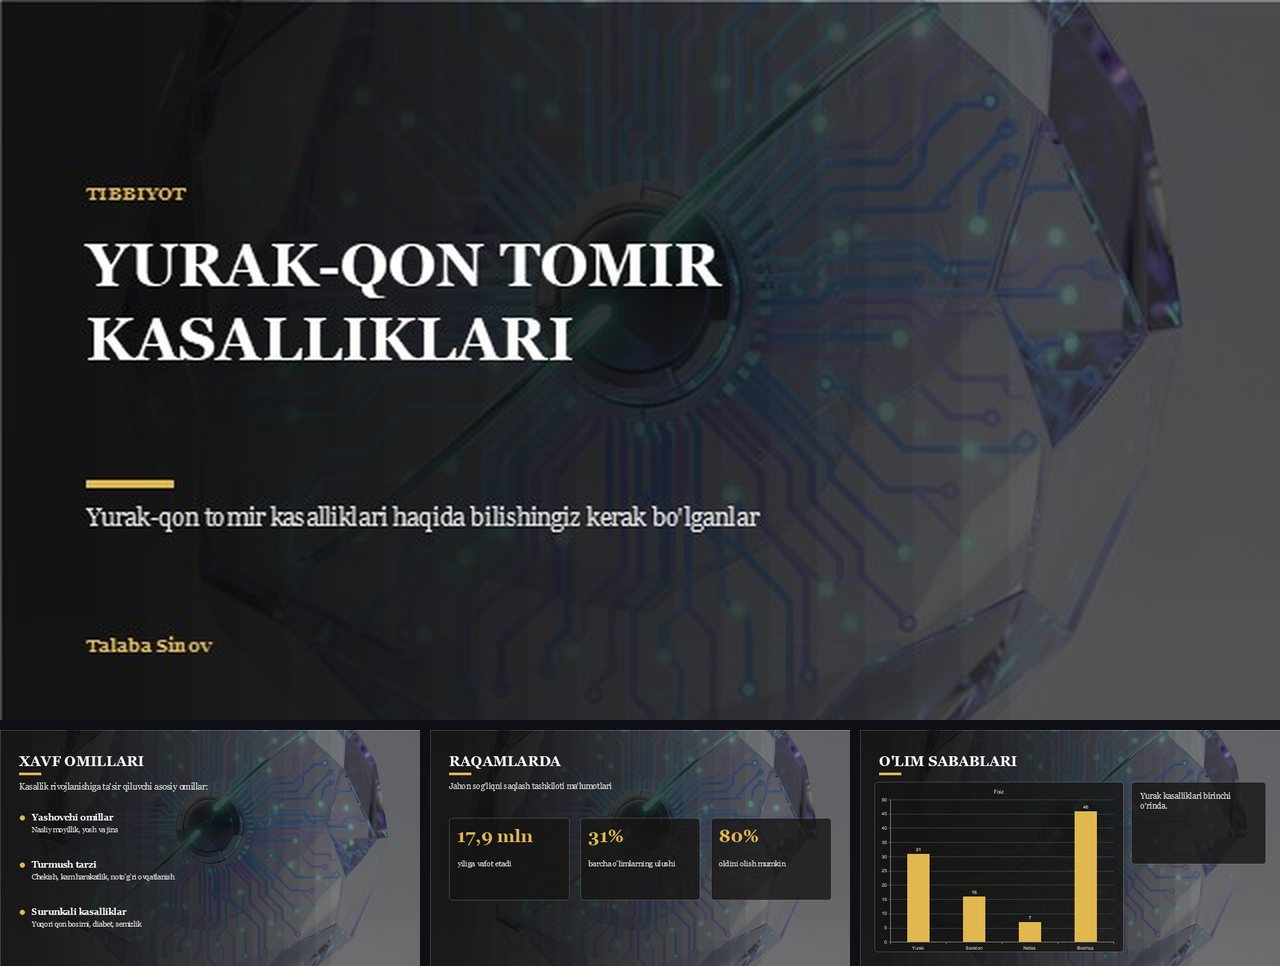 TIBBIYOT
YURAK-QON TOMIR
KASALLIKLARI
Yurak-qon tomir kasalliklari haqida bilishingiz kerak bo'lganlar
Talaba Sinov
XAVF OMILLARI
Kasallik rivojlanishiga ta'sir qiluvchi asosiy omillar:
Yashovchi omillar
Nasliy moyillik, yosh va jins
Turmush tarzi
Chekish, kam harakatlik, noto'g'ri ovqatlanish
Surunkali kasalliklar
Yuqori qon bosimi, diabet, semizlik
RAQAMLARDA
Jahon sog'liqni saqlash tashkiloti ma'lumotlari
17,9 mln
yiliga vafot etadi
31%
barcha o'limlarning ulushi
80%
oldini olish mumkin
O'LIM SABABLARI
Foiz
50
45
40
35
30
25
20
15
10
5
0
31
16
7
46
Yurak
Saraton
Nafas
Boshqa
Yurak kasalliklari birinchi
o'rinda.